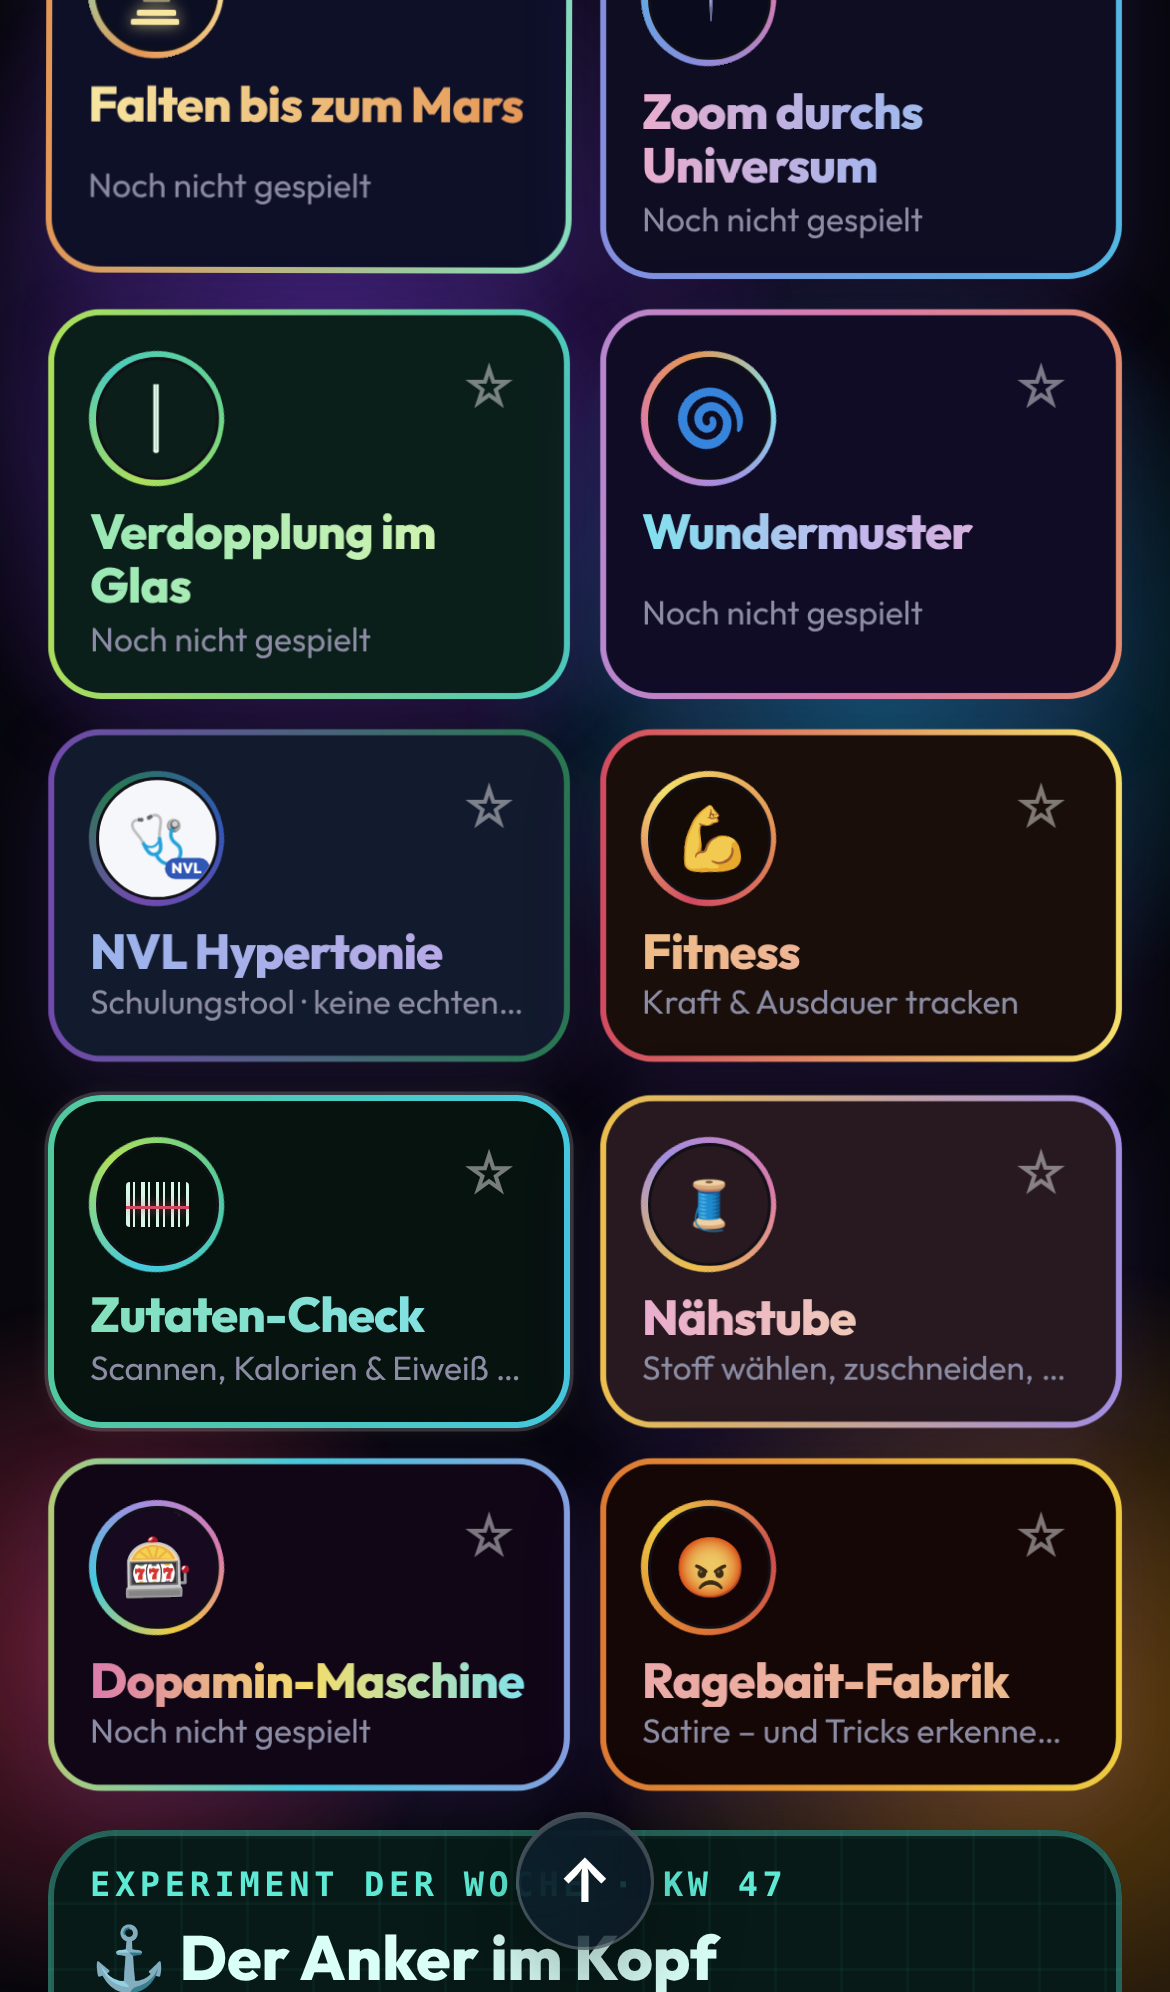 Falten bis zum Mars
Noch nicht gespielt
Zoom durchs
Universum
Noch nicht gespielt
Verdopplung im
Glas
Noch nicht gespielt
Wundermuster
Noch nicht gespielt
NVL
NVL Hypertonie
Schulungstool · keine echten...
Fitness
Kraft & Ausdauer tracken
Zutaten-Check
Scannen, Kalorien & Eiweiß ...
Nähstube
Stoff wählen, zuschneiden, ...
777
Dopamin-Maschine
Noch nicht gespielt
Ragebait-Fabrik
Satire – und Tricks erkenne...
EXPERIMENT DER WOCHE · KW 47
⚓ Der Anker im Kopf